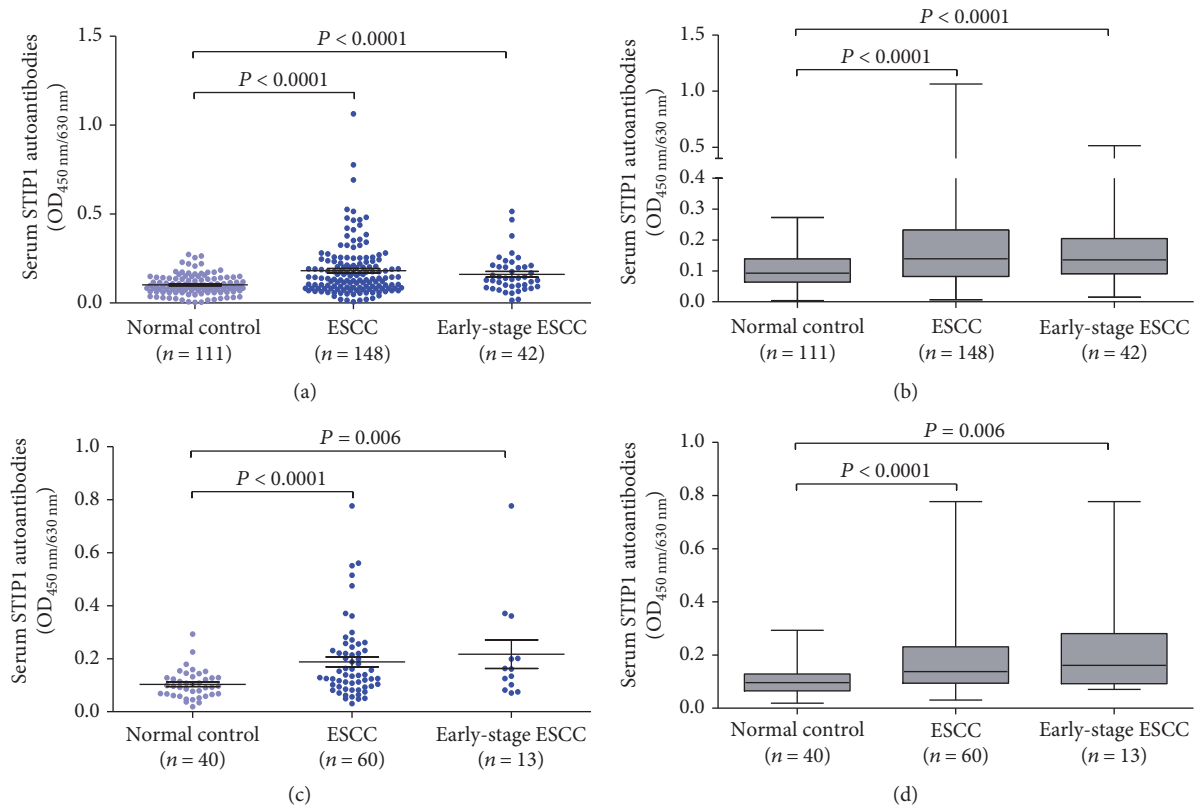 Serum STIP1 autoantibodies
(OD450 nm/630 nm)
1.5
1.0
0.5
0.0
P < 0.0001
P < 0.0001
Normal control
(n = 111)
ESCC
(n = 148)
Early-stage ESCC
(n = 42)
(a)
Serum STIP1 autoantibodies
(OD450 nm/630 nm)
1.5
1.0
0.5
0.4
0.3
0.2
0.1
0.0
P < 0.0001
P < 0.0001
Normal control
(n = 111)
ESCC
(n = 148)
Early-stage ESCC
(n = 42)
(b)
Serum STIP1 autoantibodies
(OD450 nm/630 nm)
1.0
0.8
0.6
0.4
0.2
0.0
P = 0.006
P < 0.0001
Normal control
(n = 40)
ESCC
(n = 60)
Early-stage ESCC
(n = 13)
(c)
Serum STIP1 autoantibodies
(OD450 nm/630 nm)
1.0
0.8
0.6
0.4
0.2
0.0
P = 0.006
P < 0.0001
Normal control
(n = 40)
ESCC
(n = 60)
Early-stage ESCC
(n = 13)
(d)